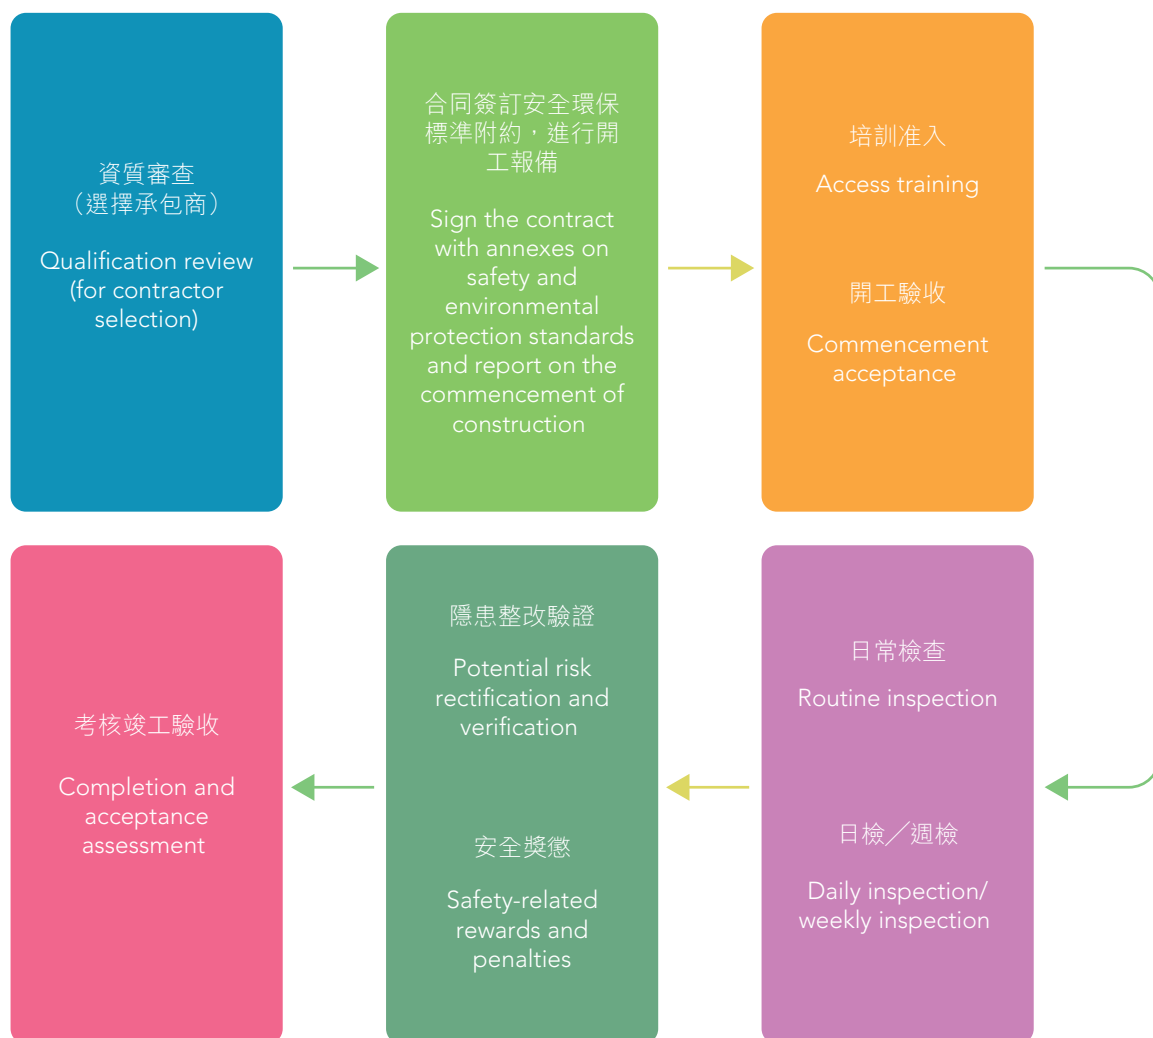 資質審查
（選擇承包商）
Qualification review
(for contractor
selection)
合同簽訂安全環保
標準附約，進行開
工報備
Sign the contract
with annexes on
safety and
environmental
protection standards
and report on the
commencement of
construction
培訓准入
Access training
開工驗收
Commencement
acceptance
日常檢查
Routine inspection
日檢／週檢
Daily inspection/
weekly inspection
隱患整改驗證
Potential risk
rectification and
verification
安全獎懲
Safety-related
rewards and
penalties
考核竣工驗收
Completion and
acceptance
assessment